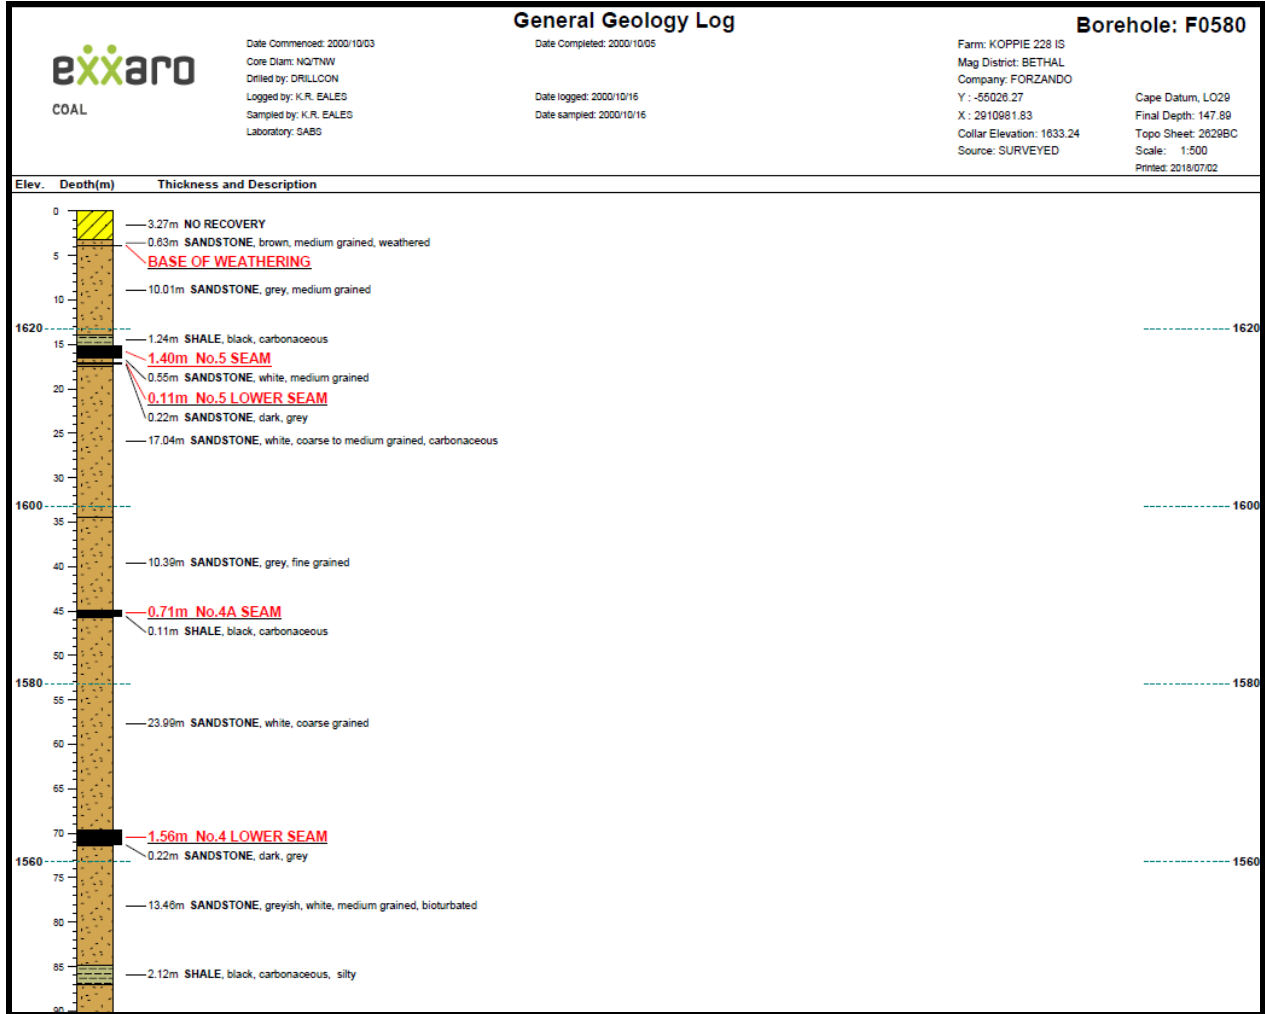 General Geology Log
Borehole: F0580
exxaro
COAL
Date Commenced: 2000/10/03
Date Completed: 2000/10/05
Core Diam: NQ/TNW
Drilled by: DRILLCON
Logged by: K.R. EALES
Date logged: 2000/10/16
Sampled by: K.R. EALES
Date sampled: 2000/10/16
Laboratory: SABS
Farm: KOPPIE 228 IS
Mag District: BETHAL
Company: FORZANDO
Y : -55026.27
Cape Datum, LO29
X : 2910981.83
Final Depth: 147.89
Collar Elevation: 1633.24
Topo Sheet: 2629BC
Source: SURVEYED
Scale: 1:500
Printed: 2018/07/02
Elev. Depth(m) Thickness and Description
0
3.27m NO RECOVERY
0.63m SANDSTONE, brown, medium grained, weathered
5
BASE OF WEATHERING
10.01m SANDSTONE, grey, medium grained
10
1620 1620
1.24m SHALE, black, carbonaceous
15
1.40m No.5 SEAM
0.55m SANDSTONE, white, medium grained
20
0.11m No.5 LOWER SEAM
0.22m SANDSTONE, dark, grey
25
17.04m SANDSTONE, white, coarse to medium grained, carbonaceous
30
1600 1600
35
10.39m SANDSTONE, grey, fine grained
40
45
0.71m No.4A SEAM
0.11m SHALE, black, carbonaceous
50
1580 1580
55
23.99m SANDSTONE, white, coarse grained
60
65
70
1.56m No.4 LOWER SEAM
0.22m SANDSTONE, dark, grey
1560 1560
75
13.46m SANDSTONE, greyish, white, medium grained, bioturbated
80
85
2.12m SHALE, black, carbonaceous, silty
90